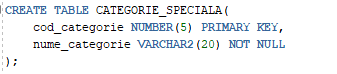 CREATE TABLE CATEGORIE_SPECIALA(
    cod_categorie NUMBER(5) PRIMARY KEY,
    nume_categorie VARCHAR2(20) NOT NULL
);